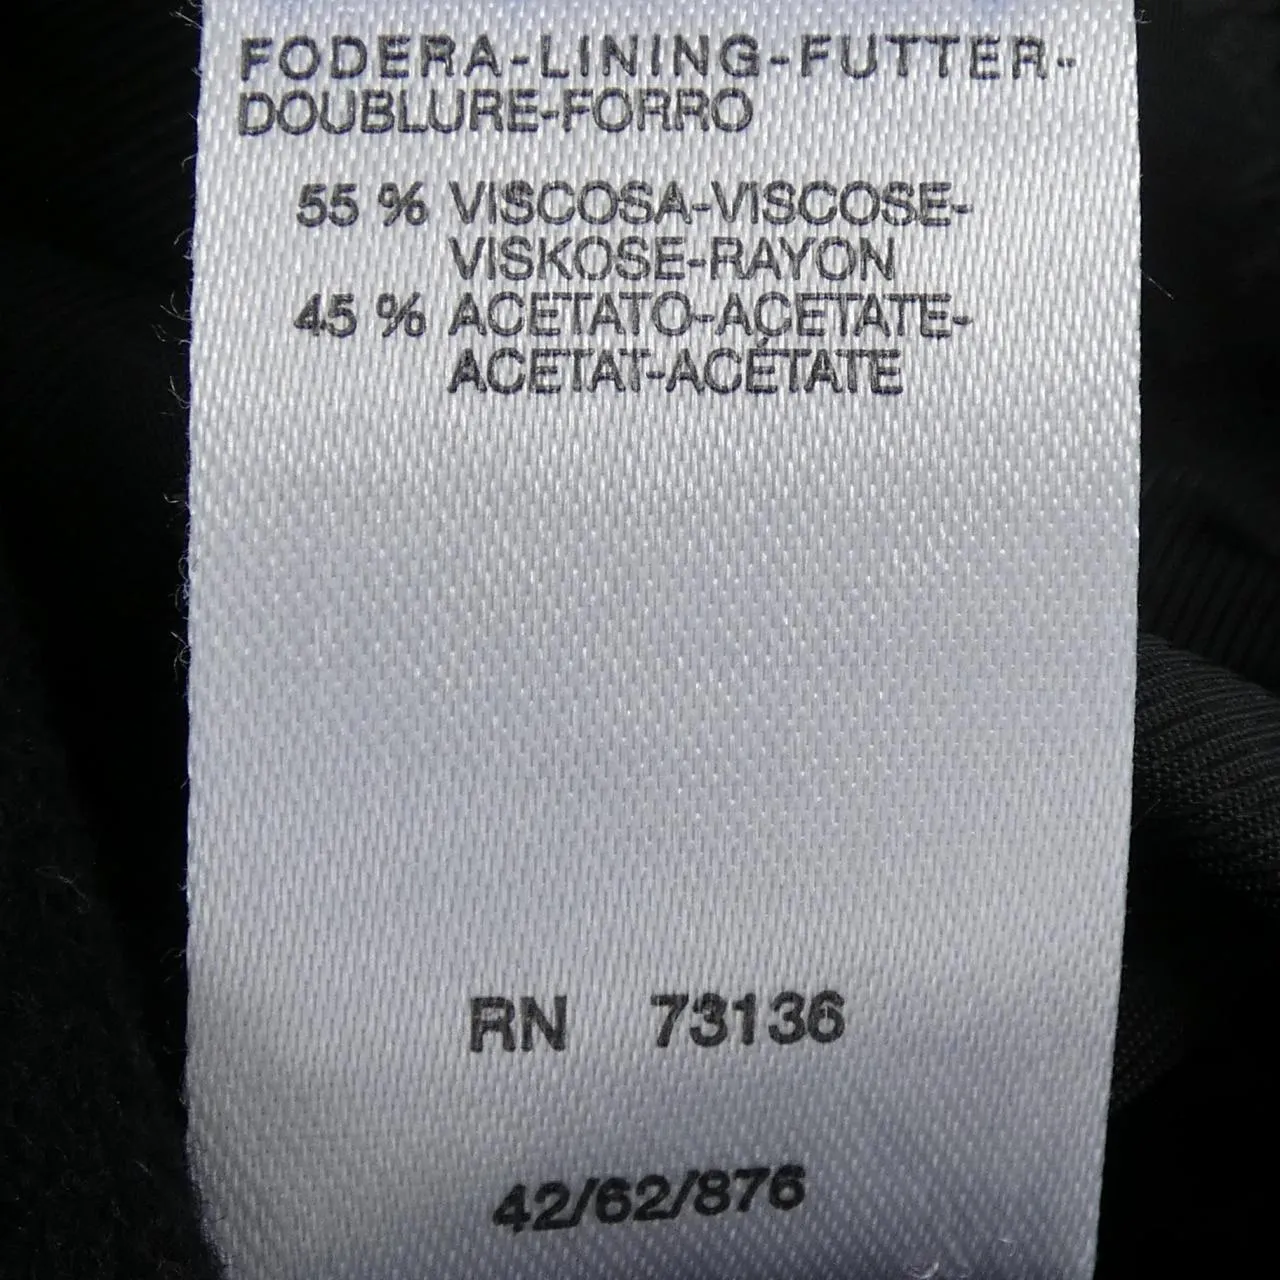 FODERA-LINING-FUTTER-
DOUBLURE-FORRO
55 % VISCOSA-VISCOSE-
VISKOSE-RAYON
45 % ACETATO-AÇETATE-
ACETAT-ACÉTATE
RN 73136
42/62/876